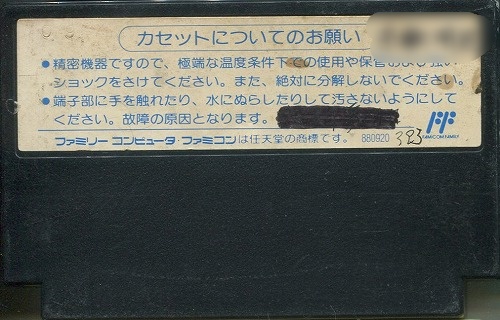 カセットについてのお願い
●精密機器ですので、極端な温度条件下での使用や保管および強い
ショックをさけてください。また、絶対に分解しないでください。
●端子部に手を触れたり、水にぬらしたりして汚さないようにして
ください。故障の原因となります。
ファミリー コンピュータ・ファミコンは任天堂の商標です。 880920 323
FAMICOM FAMILY